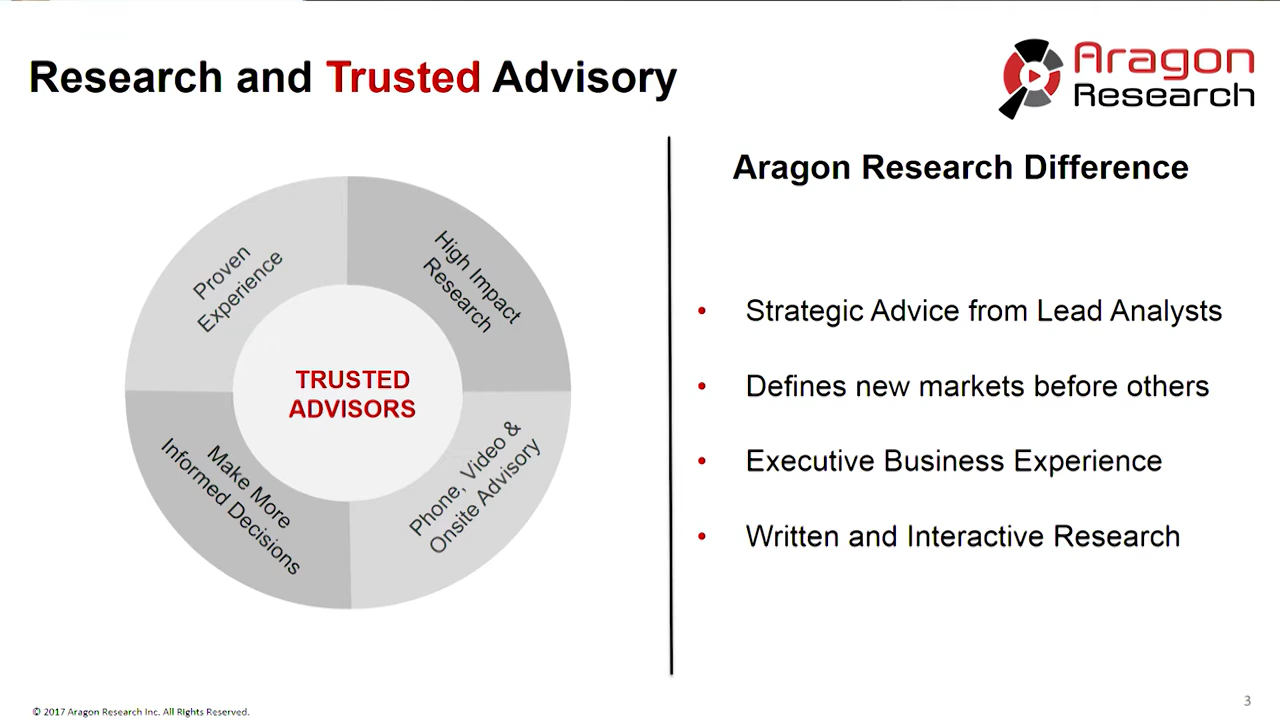 Research and Trusted Advisory
Aragon
Research
Proven
Experience
High Impact
Research
TRUSTED
ADVISORS
Make More
Informed Decisions
Phone, Video &
Onsite Advisory
Aragon Research Difference
• Strategic Advice from Lead Analysts
• Defines new markets before others
• Executive Business Experience
• Written and Interactive Research
© 2017 Aragon Research Inc. All Rights Reserved.
3